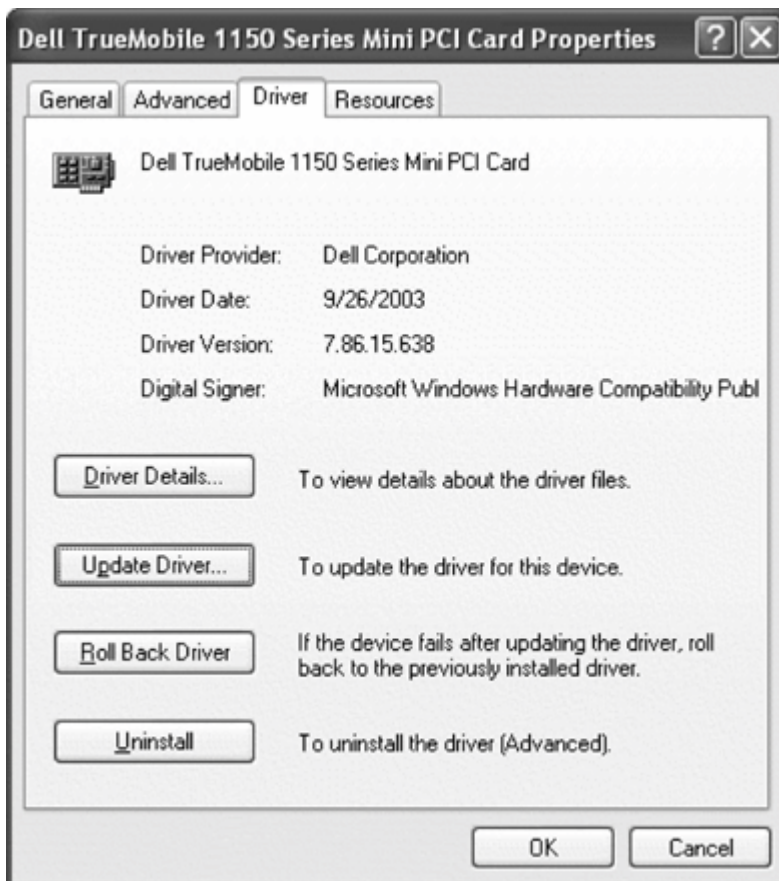 Dell TrueMobile 1150 Series Mini PCI Card Properties
General Advanced Driver Resources
Dell TrueMobile 1150 Series Mini PCI Card
Driver Provider: Dell Corporation
Driver Date: 9/26/2003
Driver Version: 7.86.15.638
Digital Signer: Microsoft Windows Hardware Compatibility Publ
Driver Details... To view details about the driver files.
Update Driver... To update the driver for this device.
Roll Back Driver If the device fails after updating the driver, roll
back to the previously installed driver.
Uninstall To uninstall the driver (Advanced).
OK Cancel